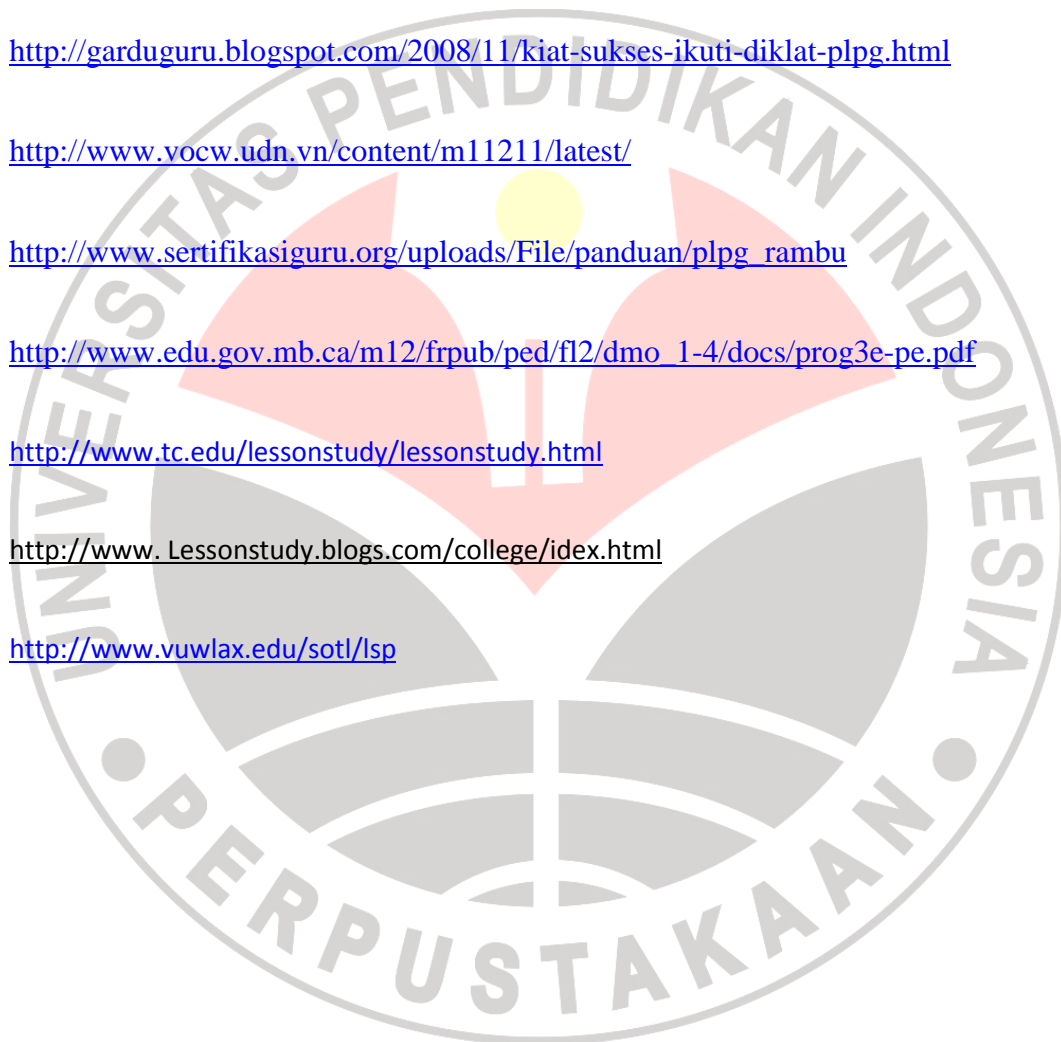 http://garduguru.blogspot.com/2008/11/kiat-sukses-ikuti-diklat-plpg.html
http://www.vocw.udn.vn/content/m11211/latest/
http://www.sertifikasiguru.org/uploads/File/panduan/plpg_rambu
http://www.edu.gov.mb.ca/m12/frpub/ped/fl2/dmo_1-4/docs/prog3e-pe.pdf
http://www.tc.edu/lessonstudy/lessonstudy.html
http://www. Lessonstudy.blogs.com/college/idex.html
http://www.vuwlax.edu/sotl/lsp
UNIVERSITAS PENDIDIKAN INDONESIA
PERPUSTAKAAN